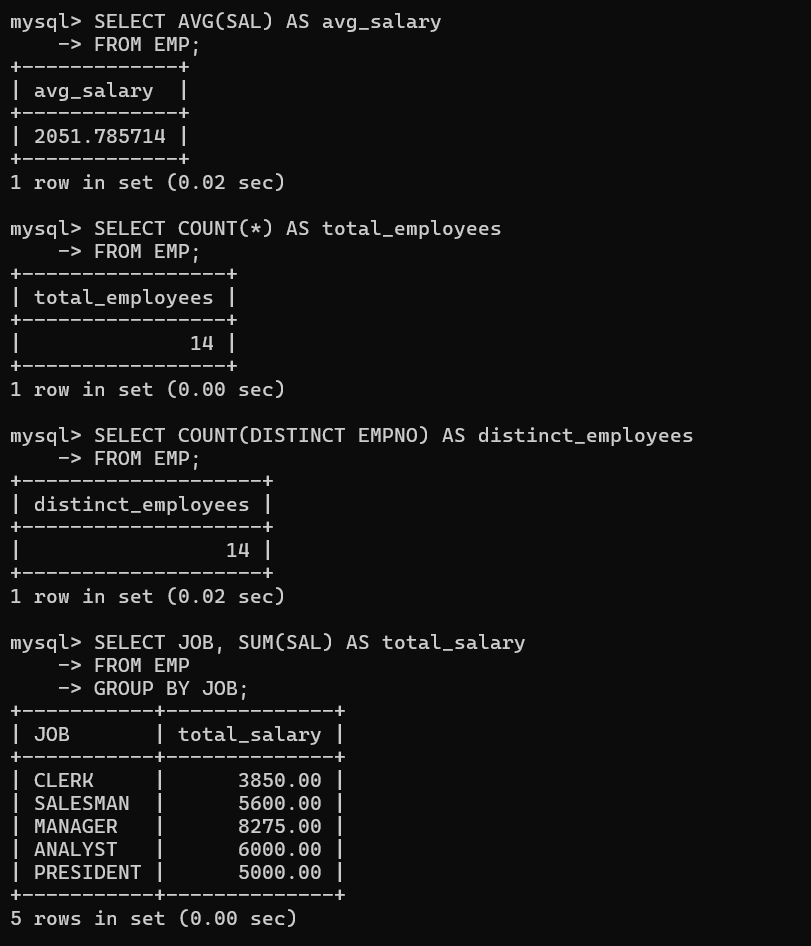 mysql> SELECT AVG(SAL) AS avg_salary
    -> FROM EMP;
+-------------+
| avg_salary  |
+-------------+
| 2051.785714 |
+-------------+
1 row in set (0.02 sec)

mysql> SELECT COUNT(*) AS total_employees
    -> FROM EMP;
+-----------------+
| total_employees |
+-----------------+
|              14 |
+-----------------+
1 row in set (0.00 sec)

mysql> SELECT COUNT(DISTINCT EMPNO) AS distinct_employees
    -> FROM EMP;
+--------------------+
| distinct_employees |
+--------------------+
|                 14 |
+--------------------+
1 row in set (0.02 sec)

mysql> SELECT JOB, SUM(SAL) AS total_salary
    -> FROM EMP
    -> GROUP BY JOB;
+-----------+--------------+
| JOB       | total_salary |
+-----------+--------------+
| CLERK     |      3850.00 |
| SALESMAN  |      5600.00 |
| MANAGER   |      8275.00 |
| ANALYST   |      6000.00 |
| PRESIDENT |      5000.00 |
+-----------+--------------+
5 rows in set (0.00 sec)